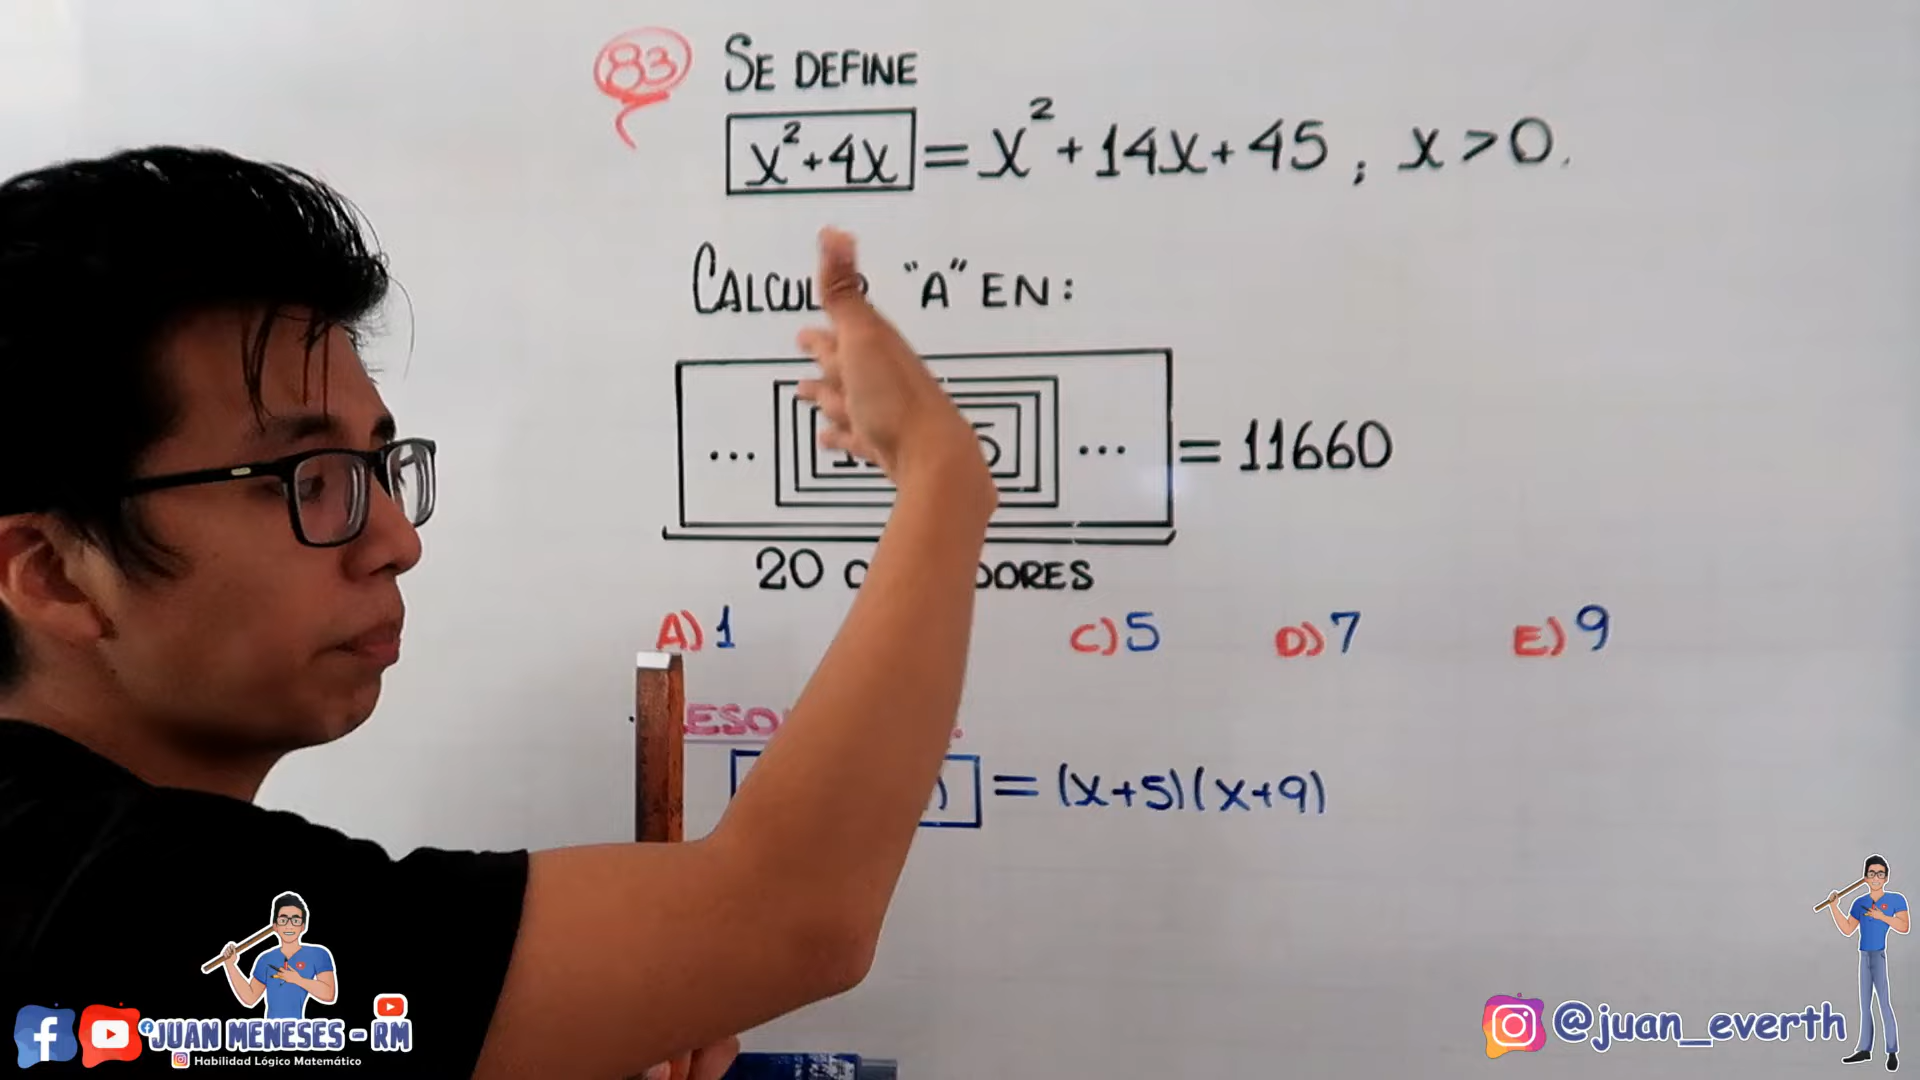 83 SE DEFINE
x²+4x = x²+14x+45 ; x>0.
"A" EN:
... 5 ... = 11660
20
A) 1 C) 5 D) 7 E) 9
= (x+5)(x+9)
JUAN MENESES - RM
Habilidad Lógico Matemático
@juan_everth